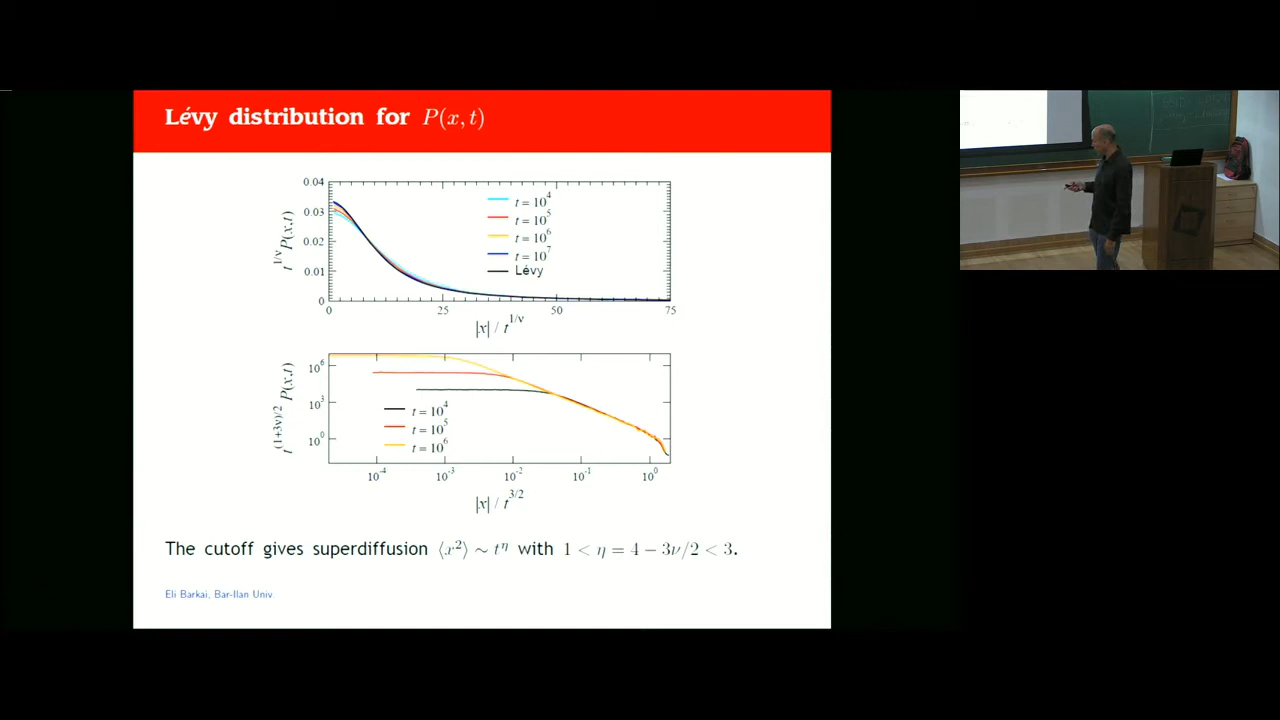 Lévy distribution for P(x, t)
0.04
0.03
0.02
0.01
0
t^{1/ν}P(x,t)
t = 10^4
t = 10^5
t = 10^6
t = 10^7
Lévy
0 25 50 75
|x| / t^{1/ν}
10^6
10^3
10^0
t^{(1+3ν)/2} P(x,t)
t = 10^4
t = 10^5
t = 10^6
10^{-4} 10^{-3} 10^{-2} 10^{-1} 10^0
|x| / t^{3/2}
The cutoff gives superdiffusion ⟨x²⟩ ∼ t^η with 1 < η = 4 − 3ν/2 < 3.
Eli Barkai, Bar-Ilan Univ.